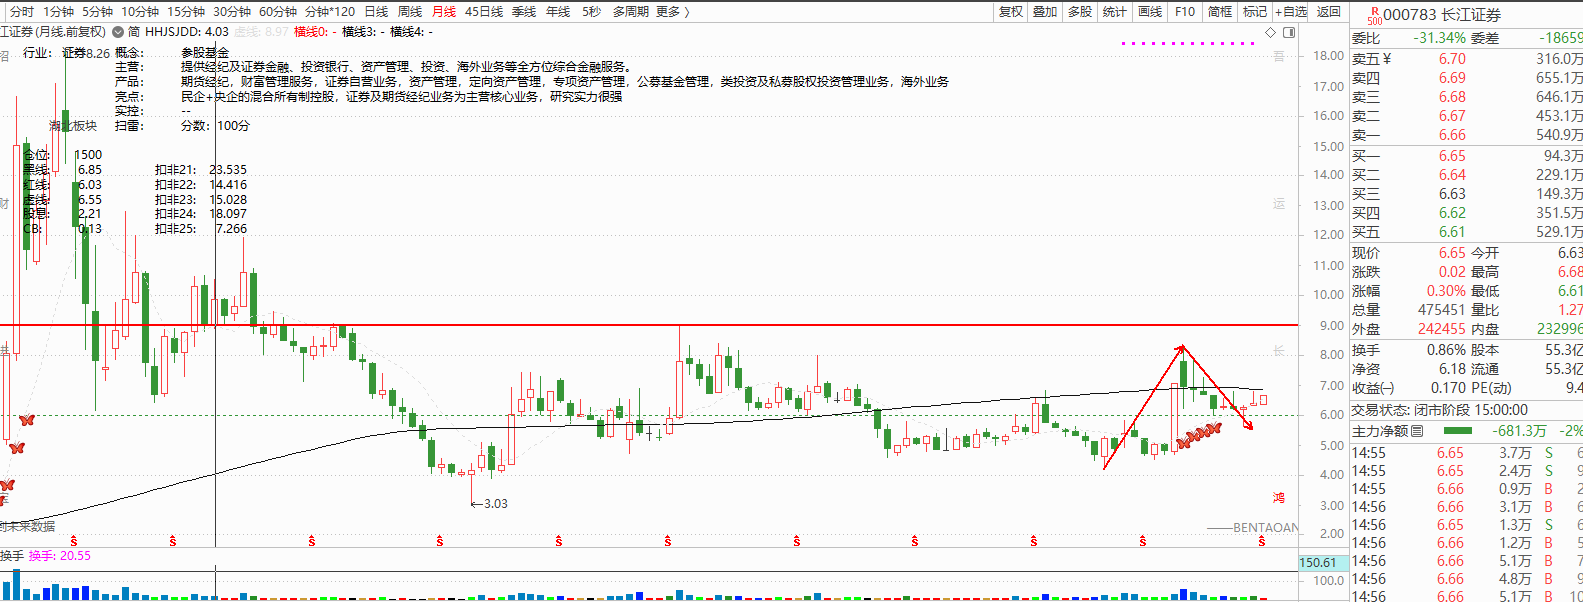 分时 1分钟 5分钟 10分钟 15分钟 30分钟 60分钟 分钟*120 日线 周线 月线 45日线 季线 年线 5秒 多周期 更多 〉 复权 叠加 多股 统计 画线 F10 简框 标记 +自选 返回
江证券(月线.前复权) 简 HHJSJDD: 4.03 虚线: 8.97 横线0: - 横线3: - 横线4: -
行业: 证券8.26 概念: 参股基金
主营: 提供经纪及证券金融、投资银行、资产管理、投资、海外业务等全方位综合金融服务。
产品: 期货经纪，财富管理服务，证券自营业务，资产管理，定向资产管理，专项资产管理，公募基金管理，类投资及私募股权投资管理业务，海外业务
亮点: 民企+央企的混合所有制控股，证券及期货经纪业务为主营核心业务，研究实力很强
实控: --
湖北板块 扫雷: 分数: 100分
仓位: 1500
黑线: 6.85 扣非21: 23.535
红线: 6.03 扣非22: 14.416
虚线: 6.55 扣非23: 15.028
股息: 2.21 扣非24: 18.097
CB: 0.13 扣非25: 7.266
财
运
长
鸿
←3.03
到未来数据
BENTAOAN
S S S S S S S S S S S
18.00
17.00
16.00
15.00
14.00
13.00
12.00
11.00
10.00
9.00
8.00
7.00
6.00
5.00
4.00
3.00
2.00
换手 换手: 20.55
150.61
100.0
R
500 000783 长江证券
委比 -31.34% 委差 -18659
卖五 ¥ 6.70 316.0万
卖四 6.69 655.1万
卖三 6.68 646.1万
卖二 6.67 453.1万
卖一 6.66 540.9万
买一 6.65 94.3万
买二 6.64 229.1万
买三 6.63 149.3万
买四 6.62 351.5万
买五 6.61 529.1万
现价 6.65 今开 6.63
涨跌 0.02 最高 6.68
涨幅 0.30% 最低 6.61
总量 475451 量比 1.27
外盘 242455 内盘 232996
换手 0.86% 股本 55.3亿
净资 6.18 流通 55.3亿
收益㈠ 0.170 PE(动) 9.4
交易状态: 闭市阶段 15:00:00
主力净额 -681.3万 -2%
14:55 6.65 3.7万 S 6
14:55 6.65 2.4万 S 9
14:55 6.66 0.9万 B 2
14:56 6.66 3.1万 B 7
14:56 6.65 1.3万 S 6
14:56 6.66 1.2万 B 5
14:56 6.66 5.1万 B 7
14:56 6.66 4.8万 B 9
14:56 6.66 5.1万 B 10